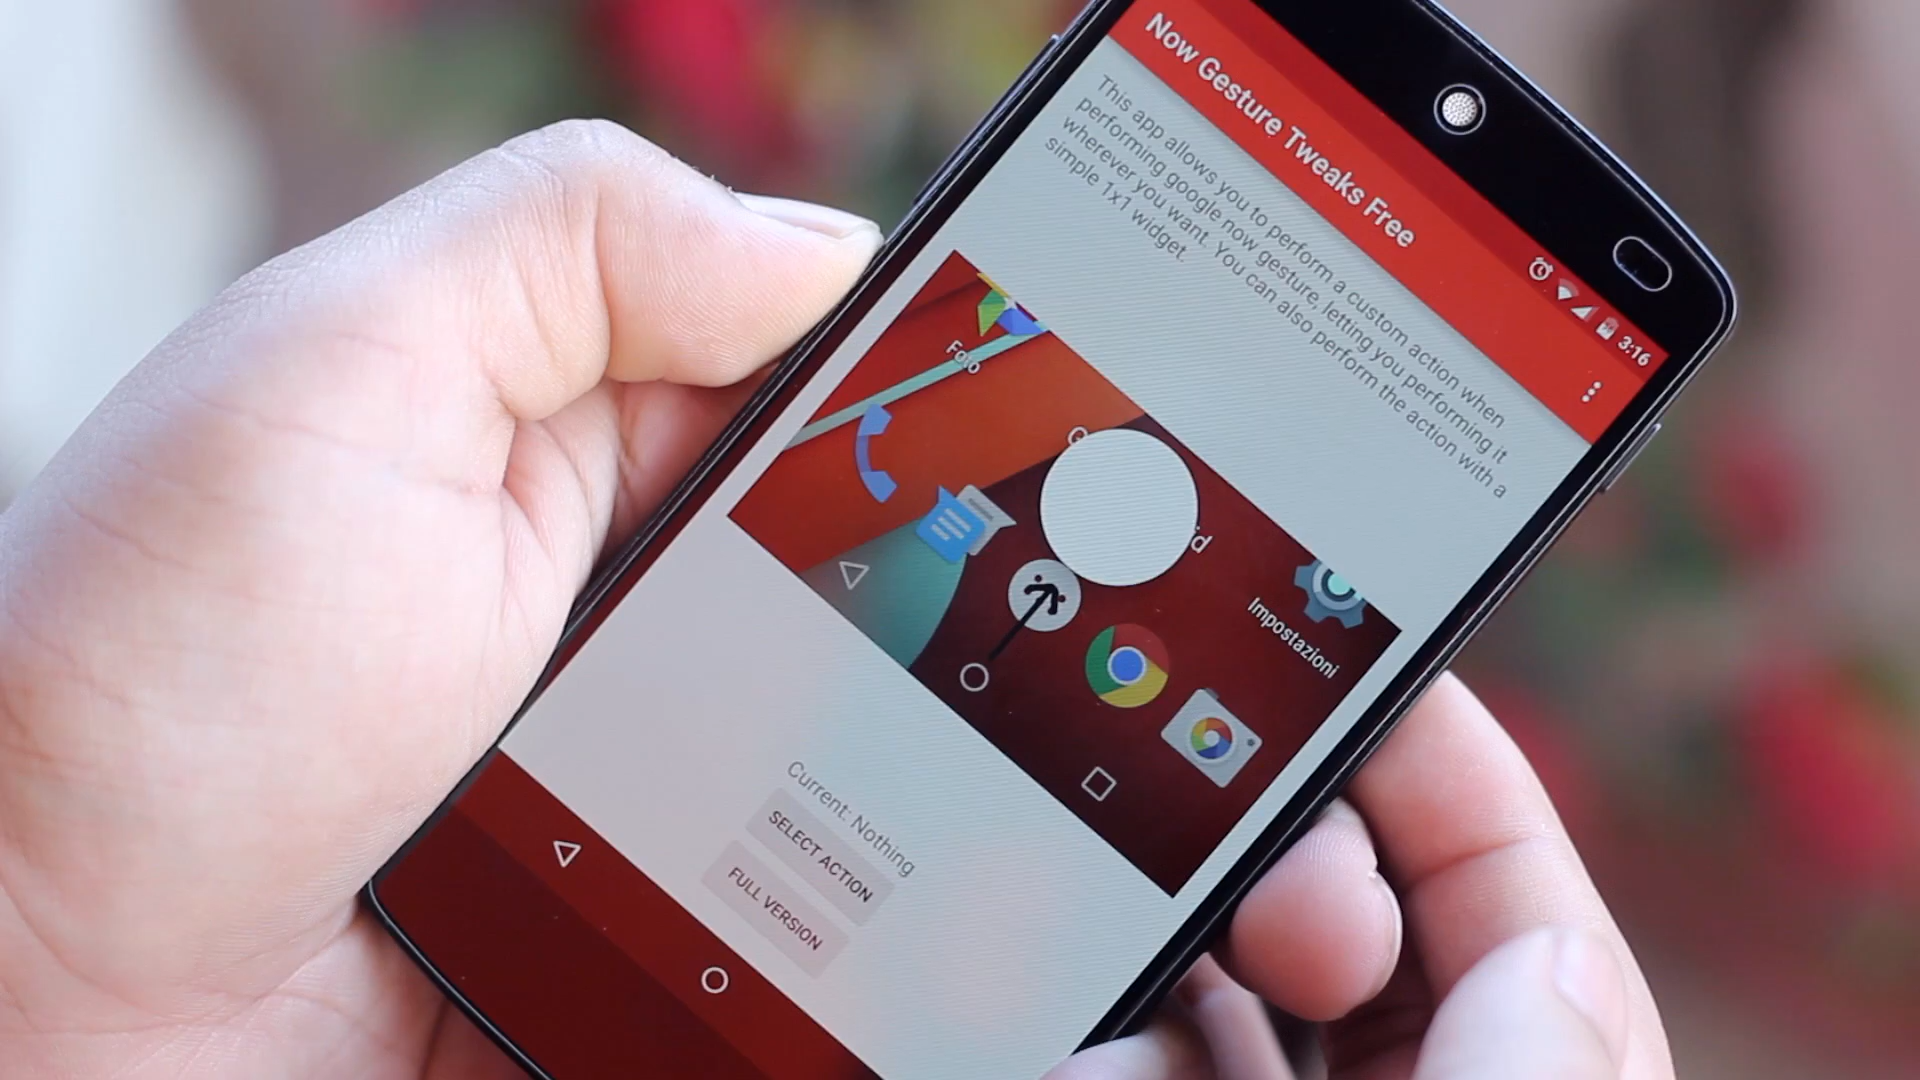 3:16
Now Gesture Tweaks Free
This app allows you to perform a custom action when
performing google now gesture, letting you performing it
wherever you want. You can also perform the action with a
simple 1x1 widget.
Foto
G
id
Impostazioni
Current: Nothing
SELECT ACTION
FULL VERSION